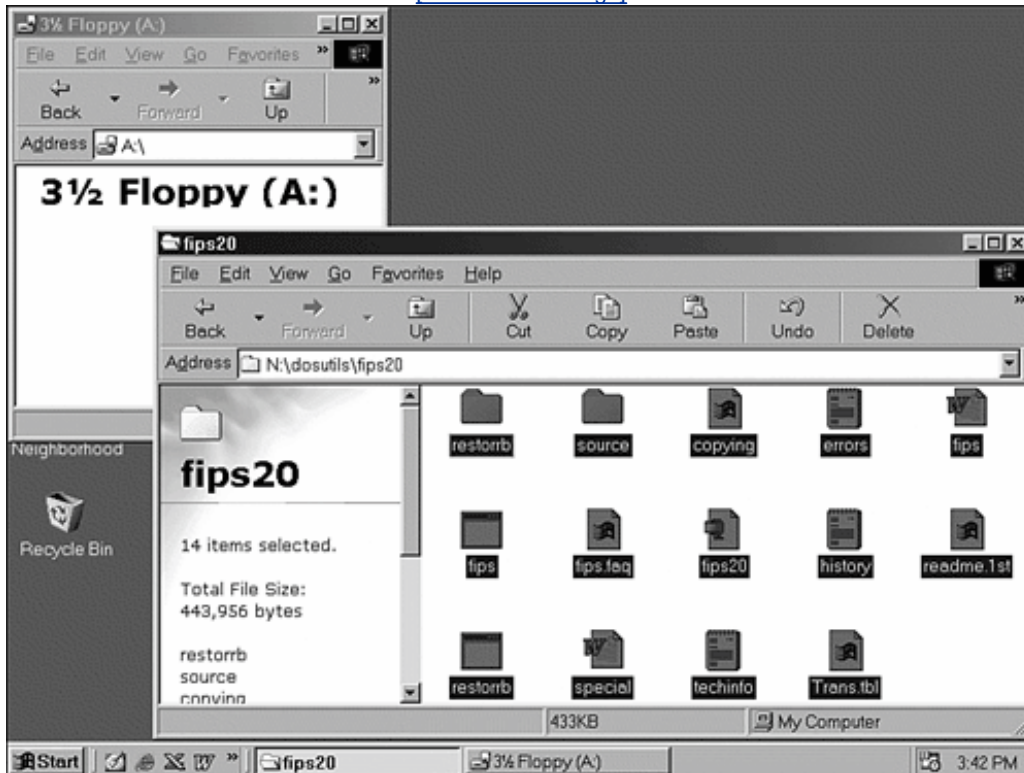 3½ Floppy (A:)
File Edit View Go Favorites »
Back Forward Up »
Address A:\
3½ Floppy (A:)
fips20
File Edit View Go Favorites Help
Back Forward Up Cut Copy Paste Undo Delete »
Address N:\dosutils\fips20
fips20
14 items selected.
Total File Size:
443,956 bytes
restorrb
source
copying
restorrb source copying errors fips
fips fips.faq fips20 history readme.1st
restorrb special techinfo Trans.tbl
433KB My Computer
Neighborhood
Recycle Bin
Start » fips20 3½ Floppy (A:) 3:42 PM